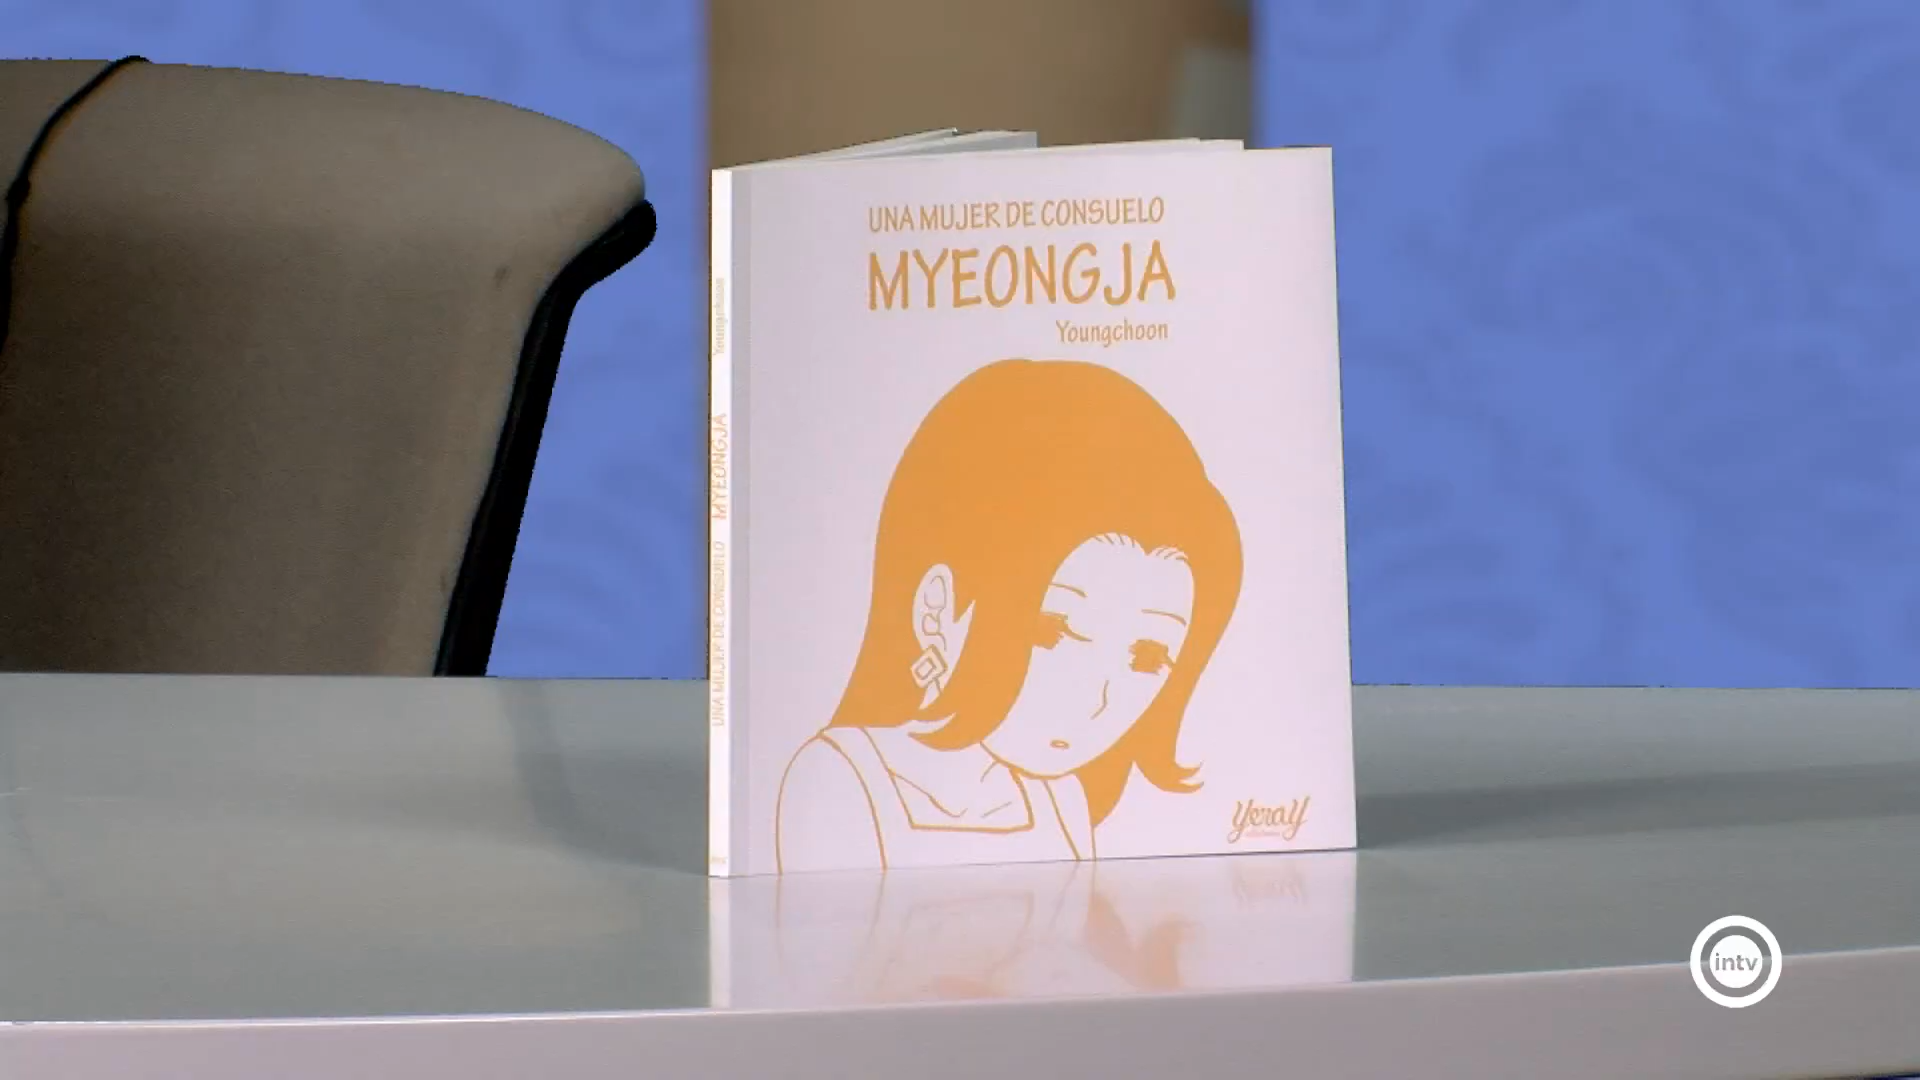 UNA MUJER DE CONSUELO
MYEONGJA
Youngchoon
UNA MUJER DE CONSUELO MYEONGJA Youngchoon
yeraY
intv